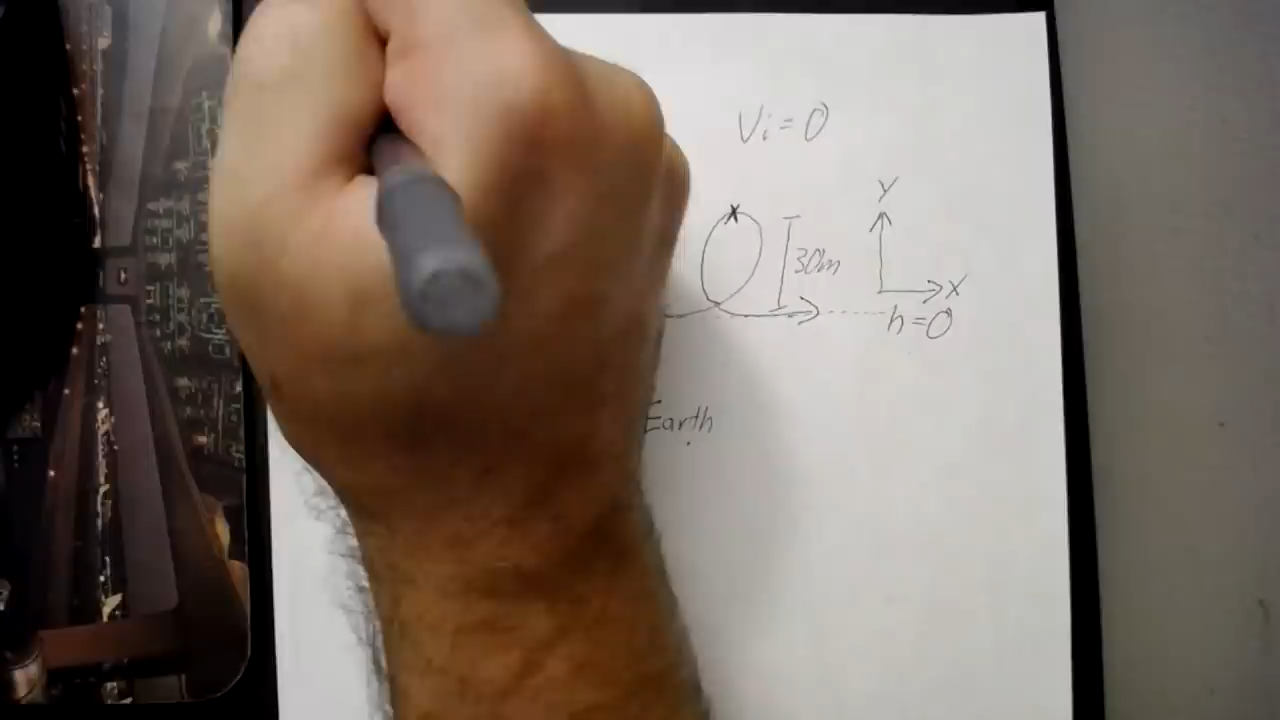 Vi = 0
Y
x
30m
X
h = 0
Earth